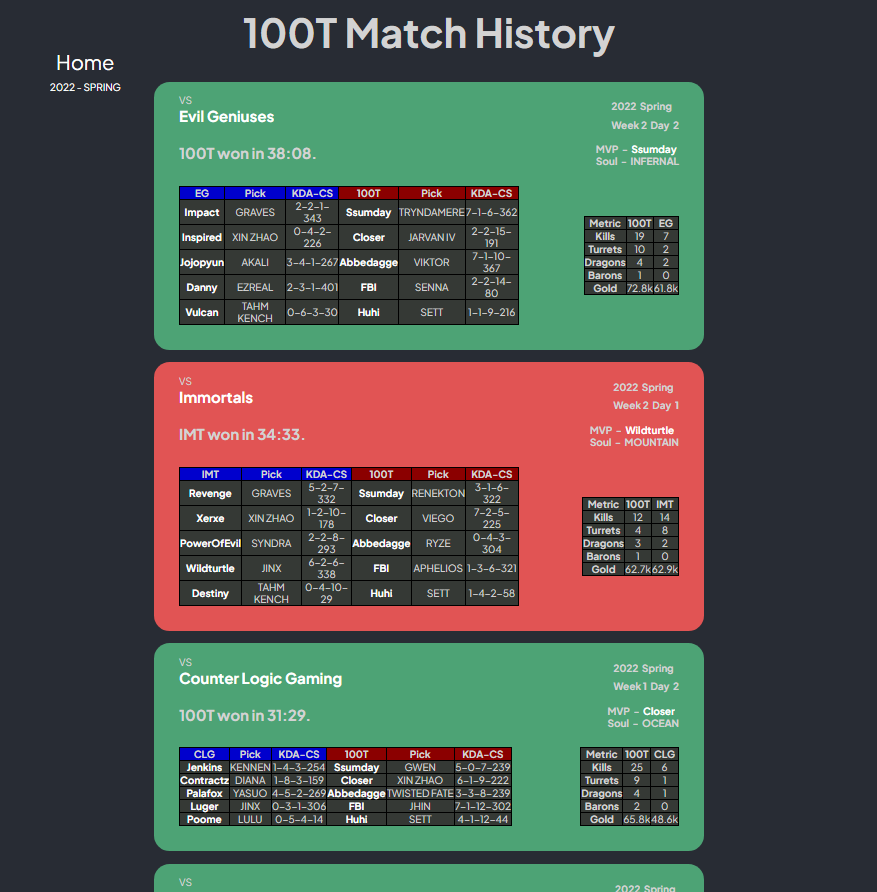 100T Match History
Home
2022 - SPRING
VS
Evil Geniuses
2022 Spring
Week 2 Day 2
100T won in 38:08.
MVP - Ssumday
Soul - INFERNAL
EG Pick KDA-CS 100T Pick KDA-CS
Impact GRAVES 2-2-1-343 Ssumday TRYNDAMERE 7-1-6-362
Inspired XIN ZHAO 0-4-2-226 Closer JARVAN IV 2-2-15-191
Jojopyun AKALI 3-4-1-267 Abbedagge VIKTOR 7-1-10-367
Danny EZREAL 2-3-1-401 FBI SENNA 2-2-14-80
Vulcan TAHM KENCH 0-6-3-30 Huhi SETT 1-1-9-216
Metric 100T EG
Kills 19 7
Turrets 10 2
Dragons 4 2
Barons 1 0
Gold 72.8k 61.8k
VS
Immortals
2022 Spring
Week 2 Day 1
IMT won in 34:33.
MVP - Wildturtle
Soul - MOUNTAIN
IMT Pick KDA-CS 100T Pick KDA-CS
Revenge GRAVES 5-2-7-332 Ssumday RENEKTON 3-1-6-322
Xerxe XIN ZHAO 1-2-10-178 Closer VIEGO 7-2-5-225
PowerOfEvil SYNDRA 2-2-8-293 Abbedagge RYZE 0-4-3-304
Wildturtle JINX 6-2-6-338 FBI APHELIOS 1-3-6-321
Destiny TAHM KENCH 0-4-10-29 Huhi SETT 1-4-2-58
Metric 100T IMT
Kills 12 14
Turrets 4 8
Dragons 3 2
Barons 1 0
Gold 62.7k 62.9k
VS
Counter Logic Gaming
2022 Spring
Week 1 Day 2
100T won in 31:29.
MVP - Closer
Soul - OCEAN
CLG Pick KDA-CS 100T Pick KDA-CS
Jenkins KENNEN 1-4-3-254 Ssumday GWEN 5-0-7-239
Contractz DIANA 1-8-3-159 Closer XIN ZHAO 6-1-9-222
Palafox YASUO 4-5-2-269 Abbedagge TWISTED FATE 3-3-8-239
Luger JINX 0-3-1-306 FBI JHIN 7-1-12-302
Poome LULU 0-5-4-14 Huhi SETT 4-1-12-44
Metric 100T CLG
Kills 25 6
Turrets 9 1
Dragons 4 1
Barons 2 0
Gold 65.8k 48.6k
VS
2022 Spring